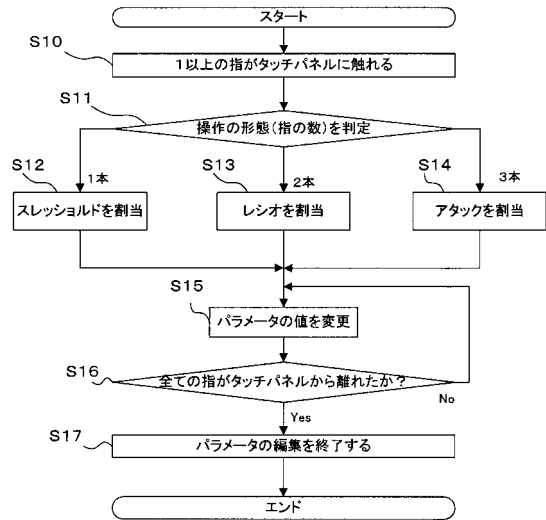 スタート
S10
1以上の指がタッチパネルに触れる
S11
操作の形態(指の数)を判定
S12
1本
スレッショルドを割当
S13
2本
レシオを割当
S14
3本
アタックを割当
S15
パラメータの値を変更
S16
全ての指がタッチパネルから離れたか?
No
Yes
S17
パラメータの編集を終了する
エンド